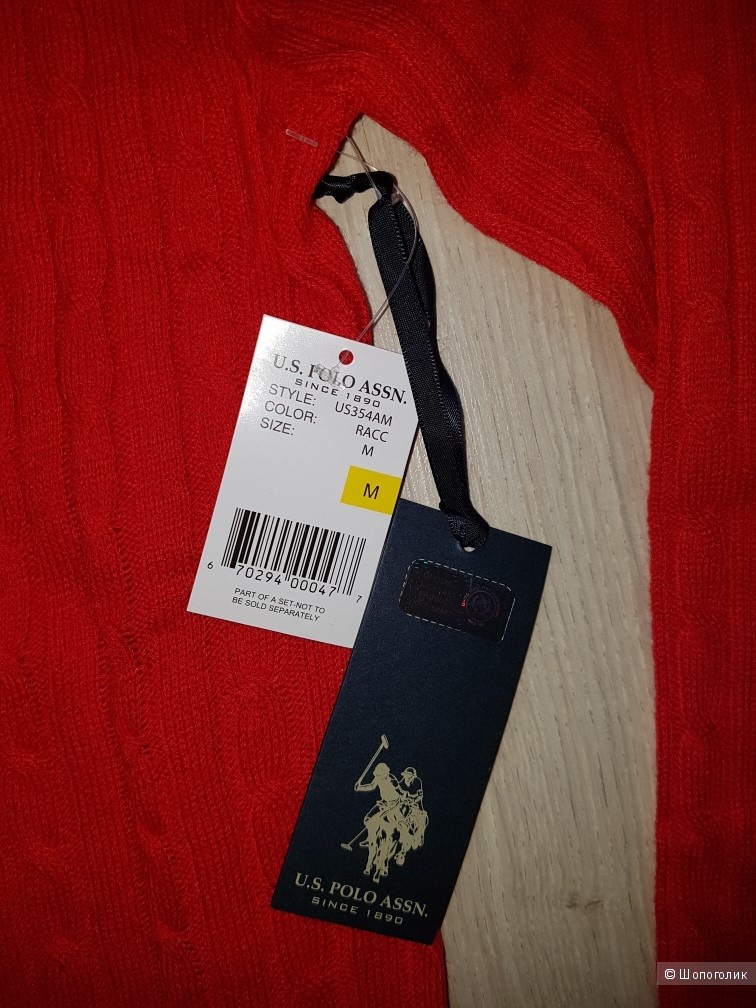 U.S. POLO ASSN.
SINCE 1890
STYLE: US354AM
COLOR: RACC
SIZE: M
M
6 70294 00047 7
PART OF A SET-NOT TO
BE SOLD SEPARATELY
U.S. POLO ASSN.
SINCE 1890
© Шопоголик